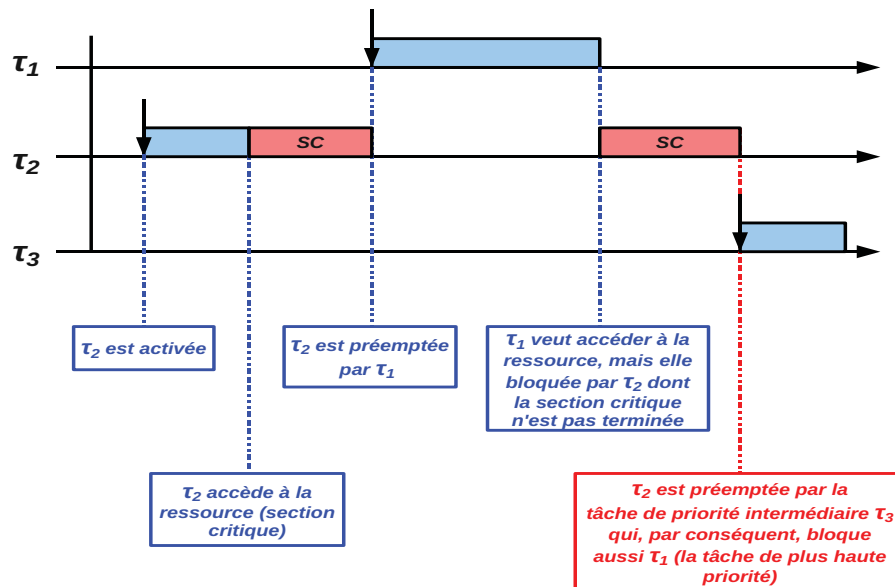 τ1
τ2
SC
SC
τ3
τ2 est activée
τ2 est préemptée
par τ1
τ1 veut accéder à la
ressource, mais elle
bloquée par τ2 dont
la section critique
n'est pas terminée
τ2 accède à la
ressource (section
critique)
τ2 est préemptée par la
tâche de priorité intermédiaire τ3
qui, par conséquent, bloque
aussi τ1 (la tâche de plus haute
priorité)